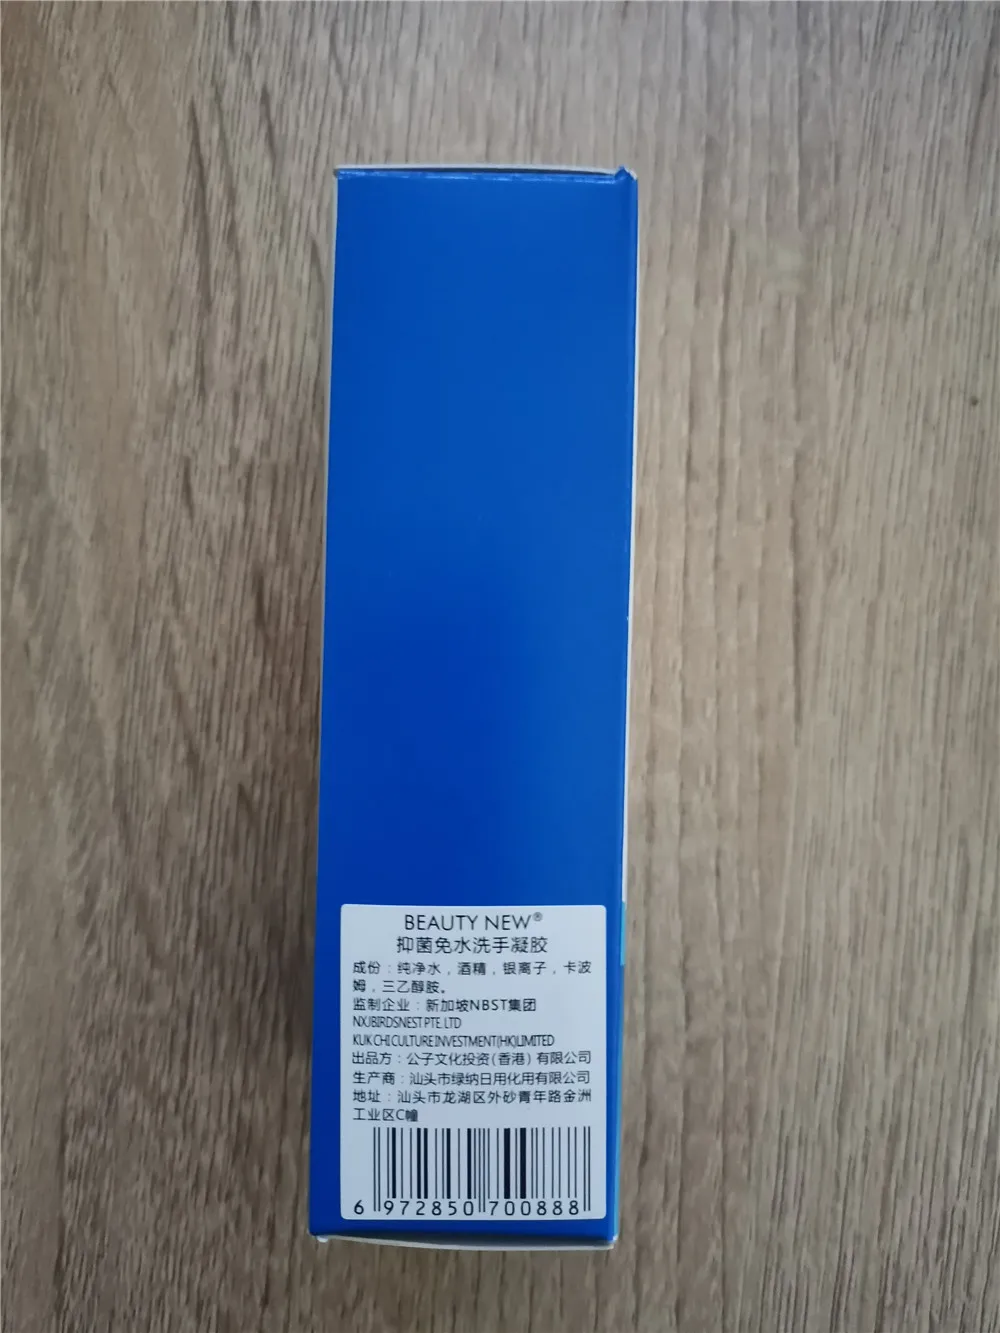 BEAUTY NEW®
抑菌免水洗手凝胶
成份：纯净水，酒精，银离子，卡波
姆，三乙醇胺。
监制企业：新加坡NBST集团
NXJBIRDSNEST PTE. LTD
KUK CHI CULTURE INVESTMENT(HK)LIMITED
出品方：公子文化投资(香港)有限公司
生产商：汕头市绿纳日用化用有限公司
地址：汕头市龙湖区外砂青年路金洲
工业区C幢
6 972850 700888